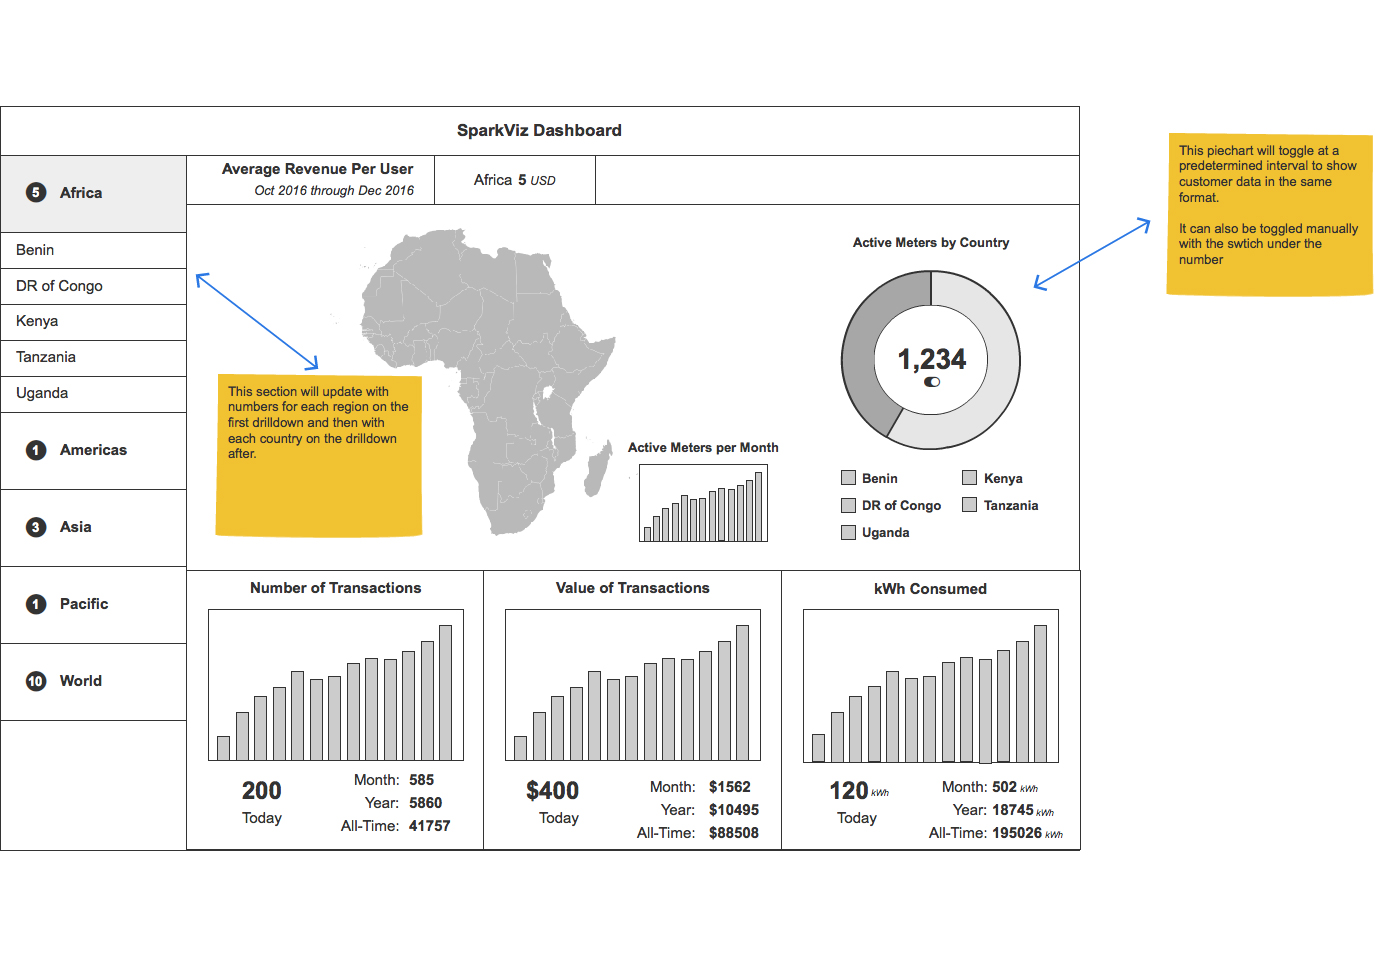 SparkViz Dashboard
5 Africa
Average Revenue Per User
Oct 2016 through Dec 2016
Africa 5 USD
Benin
DR of Congo
Kenya
Tanzania
Uganda
1 Americas
3 Asia
1 Pacific
10 World
This section will update with
numbers for each region on the
first drilldown and then with
each country on the drilldown
after.
Active Meters per Month
Active Meters by Country
1,234
Benin
Kenya
DR of Congo
Tanzania
Uganda
This piechart will toggle at a
predetermined interval to show
customer data in the same
format.
It can also be toggled manually
with the swtich under the
number
Number of Transactions
200
Today
Month: 585
Year: 5860
All-Time: 41757
Value of Transactions
$400
Today
Month: $1562
Year: $10495
All-Time: $88508
kWh Consumed
120 kWh
Today
Month: 502 kWh
Year: 18745 kWh
All-Time: 195026 kWh